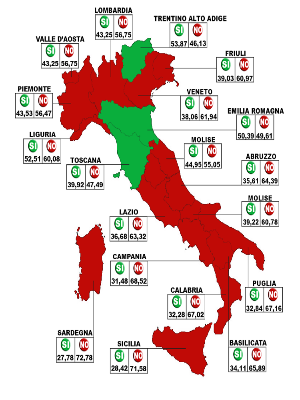 LOMBARDIA
SI NO
43,25 56,75
TRENTINO ALTO ADIGE
SI NO
53,87 46,13
VALLE D'AOSTA
SI NO
43,25 56,75
FRIULI
SI NO
39,03 60,97
PIEMONTE
SI NO
43,53 56,47
VENETO
SI NO
38,06 61,94
EMILIA ROMAGNA
SI NO
50,39 49,61
LIGURIA
SI NO
52,51 60,08
MOLISE
SI NO
44,95 55,05
TOSCANA
SI NO
39,92 47,49
ABRUZZO
SI NO
35,61 64,39
MOLISE
SI NO
39,22 60,78
LAZIO
SI NO
36,68 63,32
CAMPANIA
SI NO
31,48 68,52
PUGLIA
SI NO
32,84 67,16
CALABRIA
SI NO
32,28 67,02
SARDEGNA
SI NO
27,78 72,78
SICILIA
SI NO
28,42 71,58
BASILICATA
SI NO
34,11 65,89